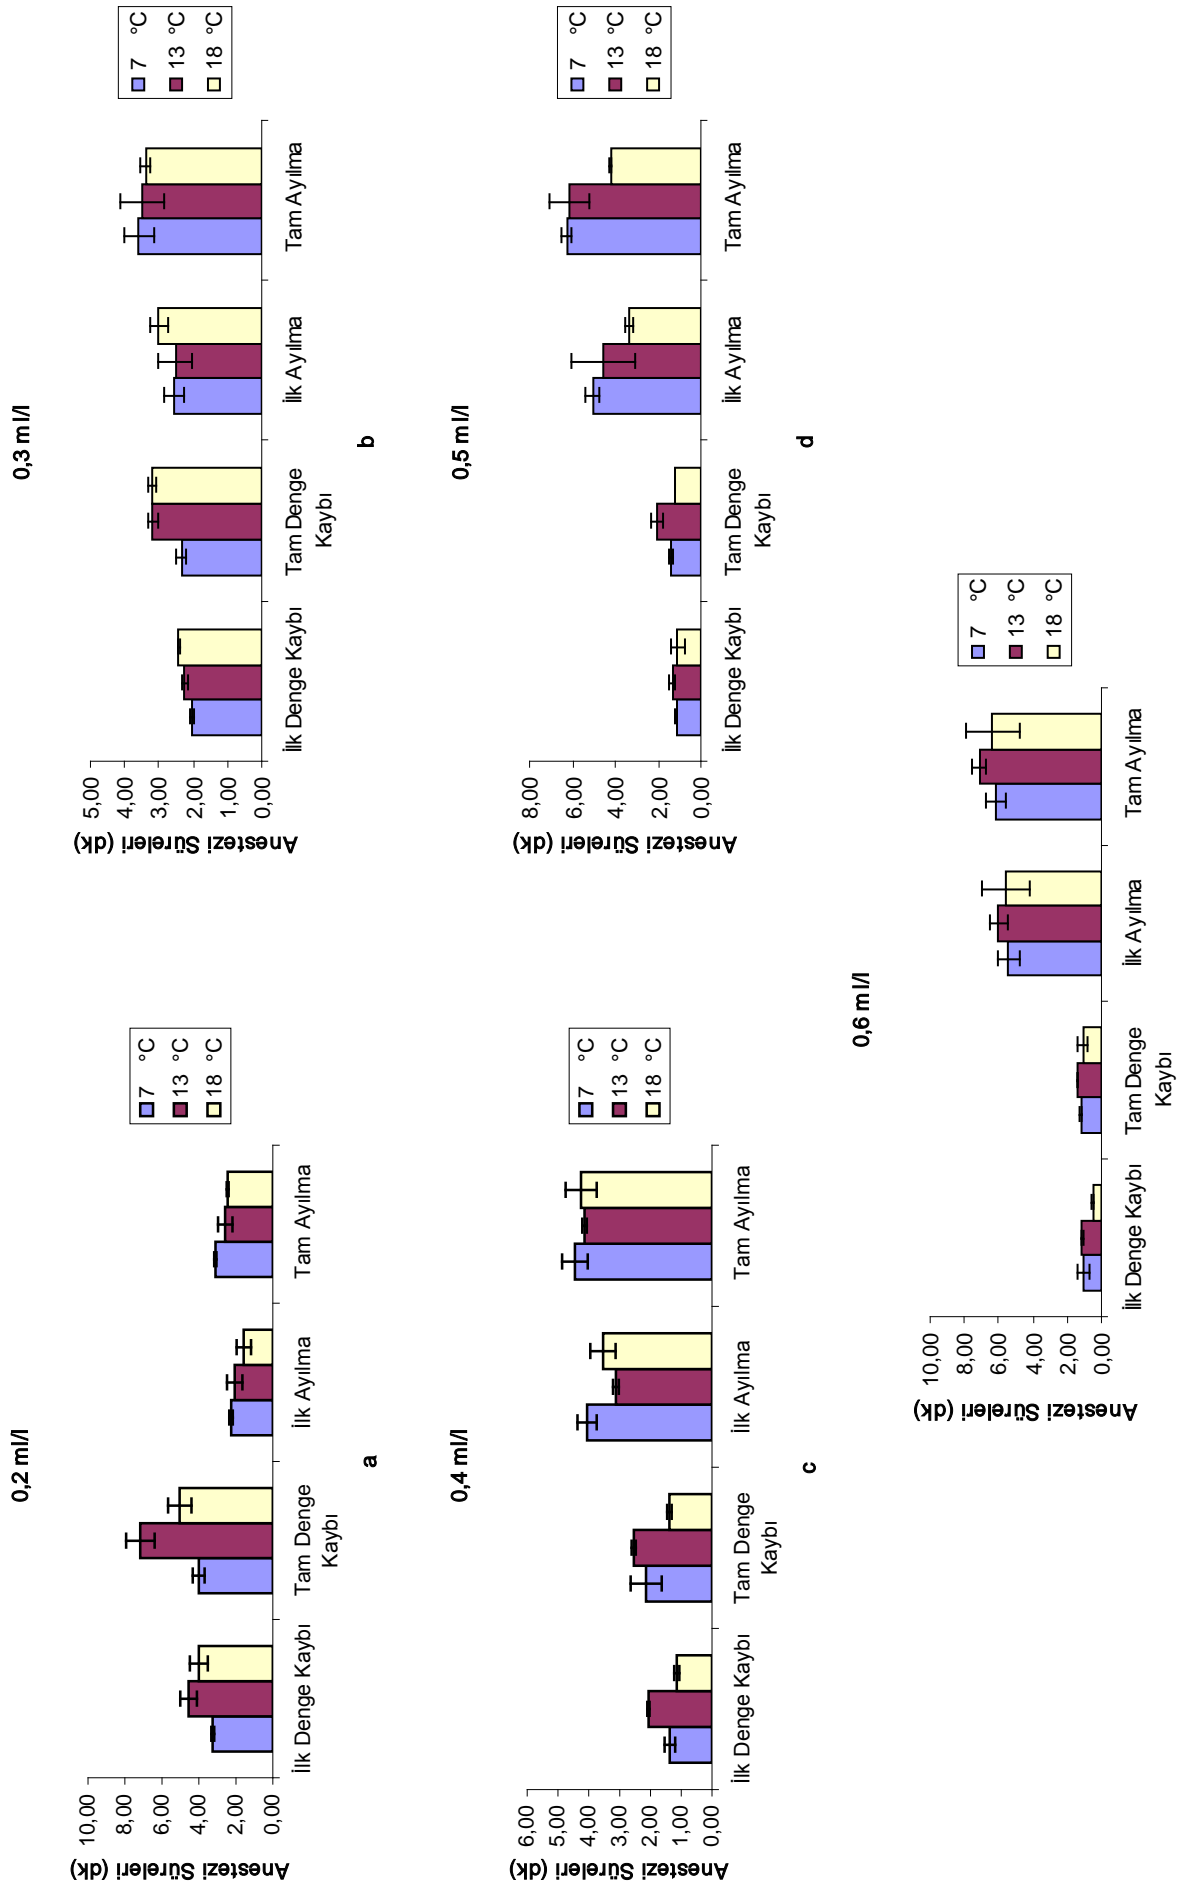 0,2 ml/l
Anestezi Süreleri (dk)
10,00
8,00
6,00
4,00
2,00
0,00
İlk Denge Kaybı
Tam Denge
Kaybı
İlk Ayılma
Tam Ayılma
7 °C
13 °C
18 °C
a
0,3 ml/l
Anestezi Süreleri (dk)
5,00
4,00
3,00
2,00
1,00
0,00
İlk Denge Kaybı
Tam Denge
Kaybı
İlk Ayılma
Tam Ayılma
7 °C
13 °C
18 °C
b
0,4 ml/l
Anestezi Süreleri (dk)
6,00
5,00
4,00
3,00
2,00
1,00
0,00
İlk Denge Kaybı
Tam Denge
Kaybı
İlk Ayılma
Tam Ayılma
7 °C
13 °C
18 °C
c
0,5 ml/l
Anestezi Süreleri (dk)
8,00
6,00
4,00
2,00
0,00
İlk Denge Kaybı
Tam Denge
Kaybı
İlk Ayılma
Tam Ayılma
7 °C
13 °C
18 °C
d
0,6 ml/l
Anestezi Süreleri (dk)
10,00
8,00
6,00
4,00
2,00
0,00
İlk Denge Kaybı
Tam Denge
Kaybı
İlk Ayılma
Tam Ayılma
7 °C
13 °C
18 °C